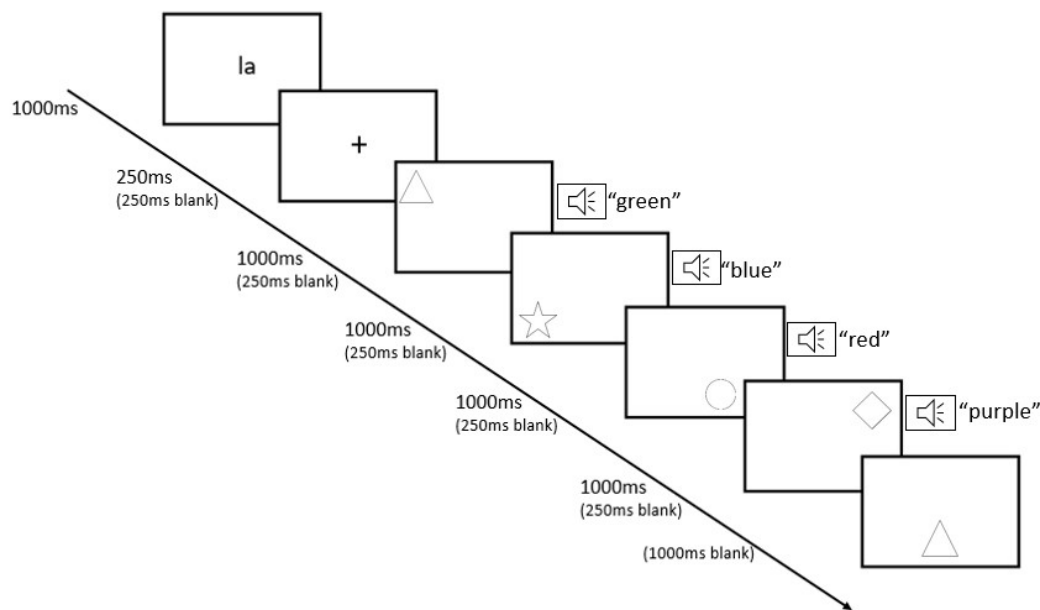 la
1000ms
+
250ms
(250ms blank)
"green"
1000ms
(250ms blank)
"blue"
1000ms
(250ms blank)
"red"
1000ms
(250ms blank)
"purple"
1000ms
(250ms blank)
(1000ms blank)